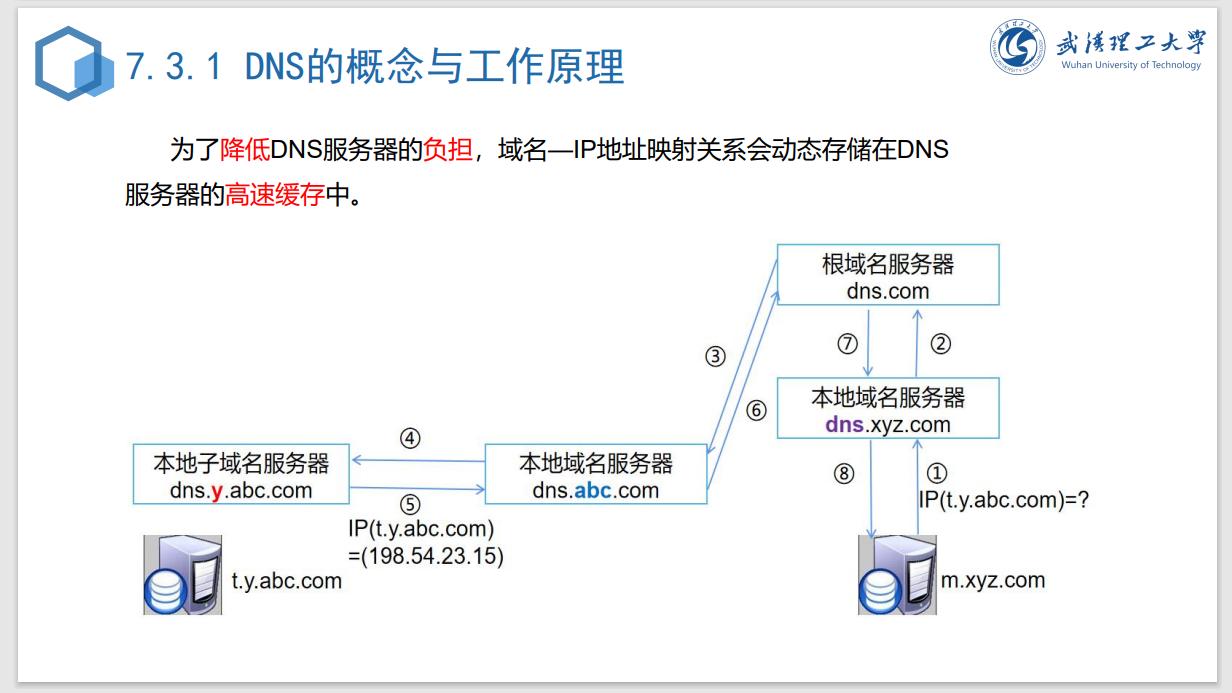 7.3.1 DNS的概念与工作原理
武漢理工大学
Wuhan University of Technology
为了降低DNS服务器的负担，域名—IP地址映射关系会动态存储在DNS
服务器的高速缓存中。
根域名服务器
dns.com
③
⑦
②
⑥
本地域名服务器
dns.xyz.com
④
本地子域名服务器
dns.y.abc.com
本地域名服务器
dns.abc.com
⑧
①
IP(t.y.abc.com)=?
⑤
IP(t.y.abc.com)
=(198.54.23.15)
t.y.abc.com
m.xyz.com